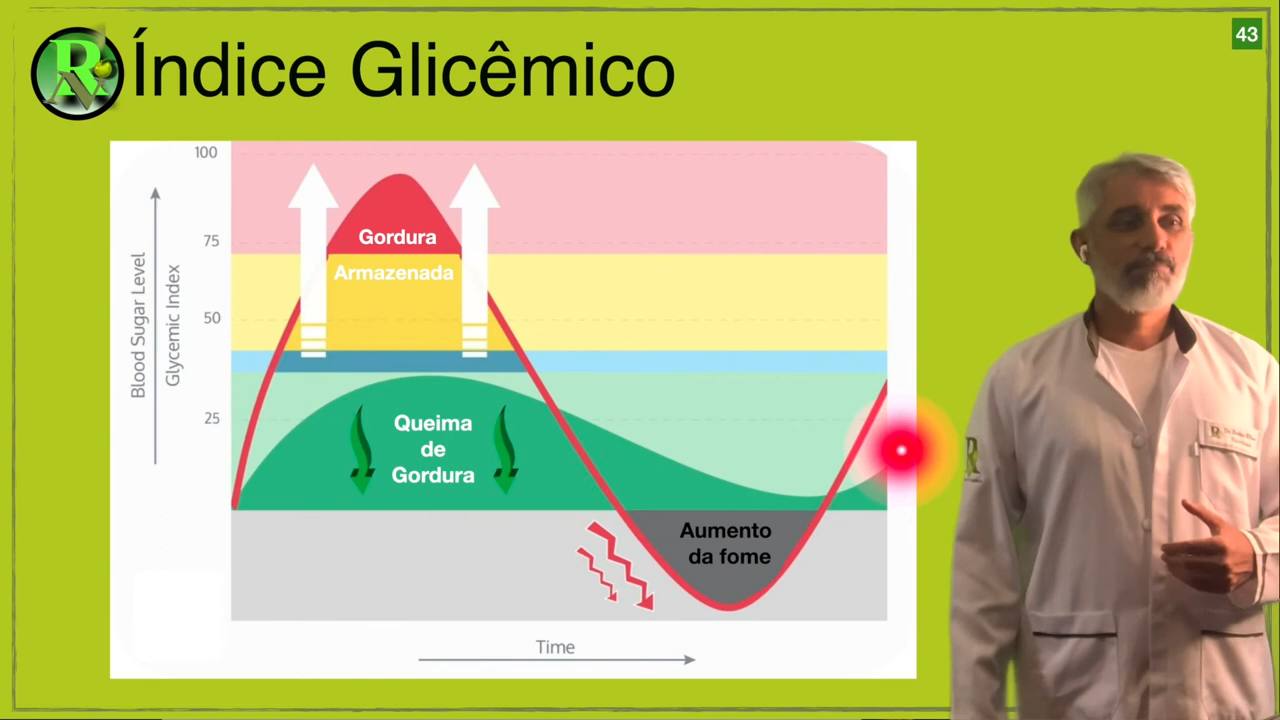 43
RV
Índice Glicêmico
100
75
50
25
Blood Sugar Level
Glycemic Index
Gordura
Armazenada
Queima
de
Gordura
Aumento
da fome
Time
R